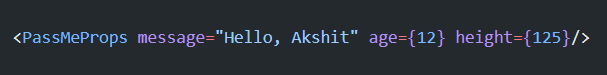 <PassMeProps message="Hello, Akshit" age={12} height={125}/>